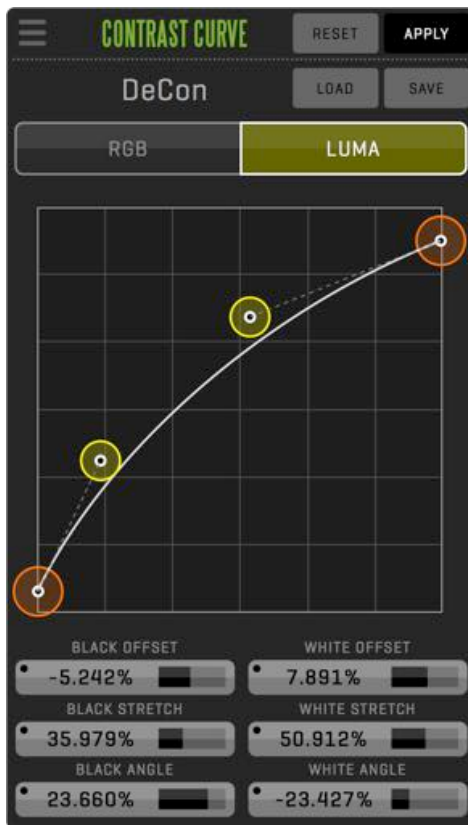 CONTRAST CURVE RESET APPLY
DeCon LOAD SAVE
RGB LUMA
BLACK OFFSET WHITE OFFSET
-5.242% 7.891%
BLACK STRETCH WHITE STRETCH
35.979% 50.912%
BLACK ANGLE WHITE ANGLE
23.660% -23.427%